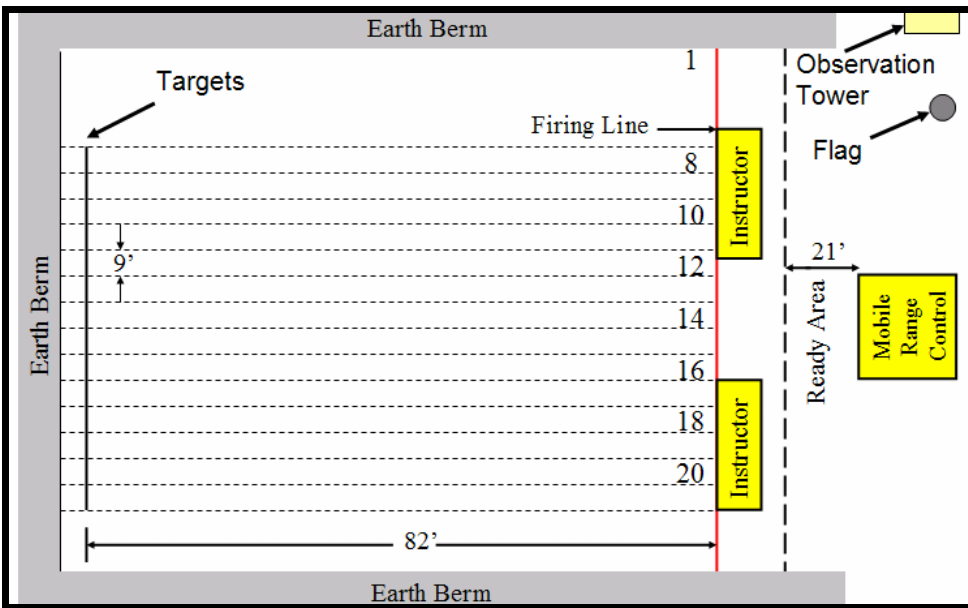 Earth Berm
1
Observation
Tower
Targets
Firing Line
Flag
8
Instructor
10
9’
12
21’
Earth Berm
14
Ready Area
Mobile
Range
Control
16
18
Instructor
20
82’
Earth Berm